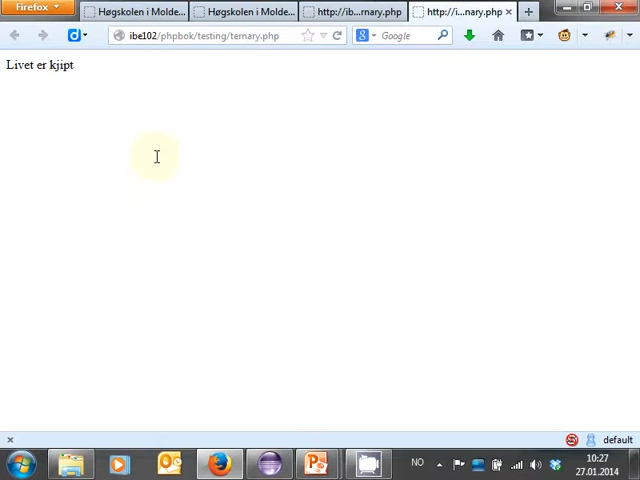 Firefox
Høgskolen i Molde...
Høgskolen i Molde...
http://ib...rnary.php
http://i...nary.php
ibe102/phpbok/testing/ternary.php
Google
Livet er kjipt
default
NO
10:27
27.01.2014